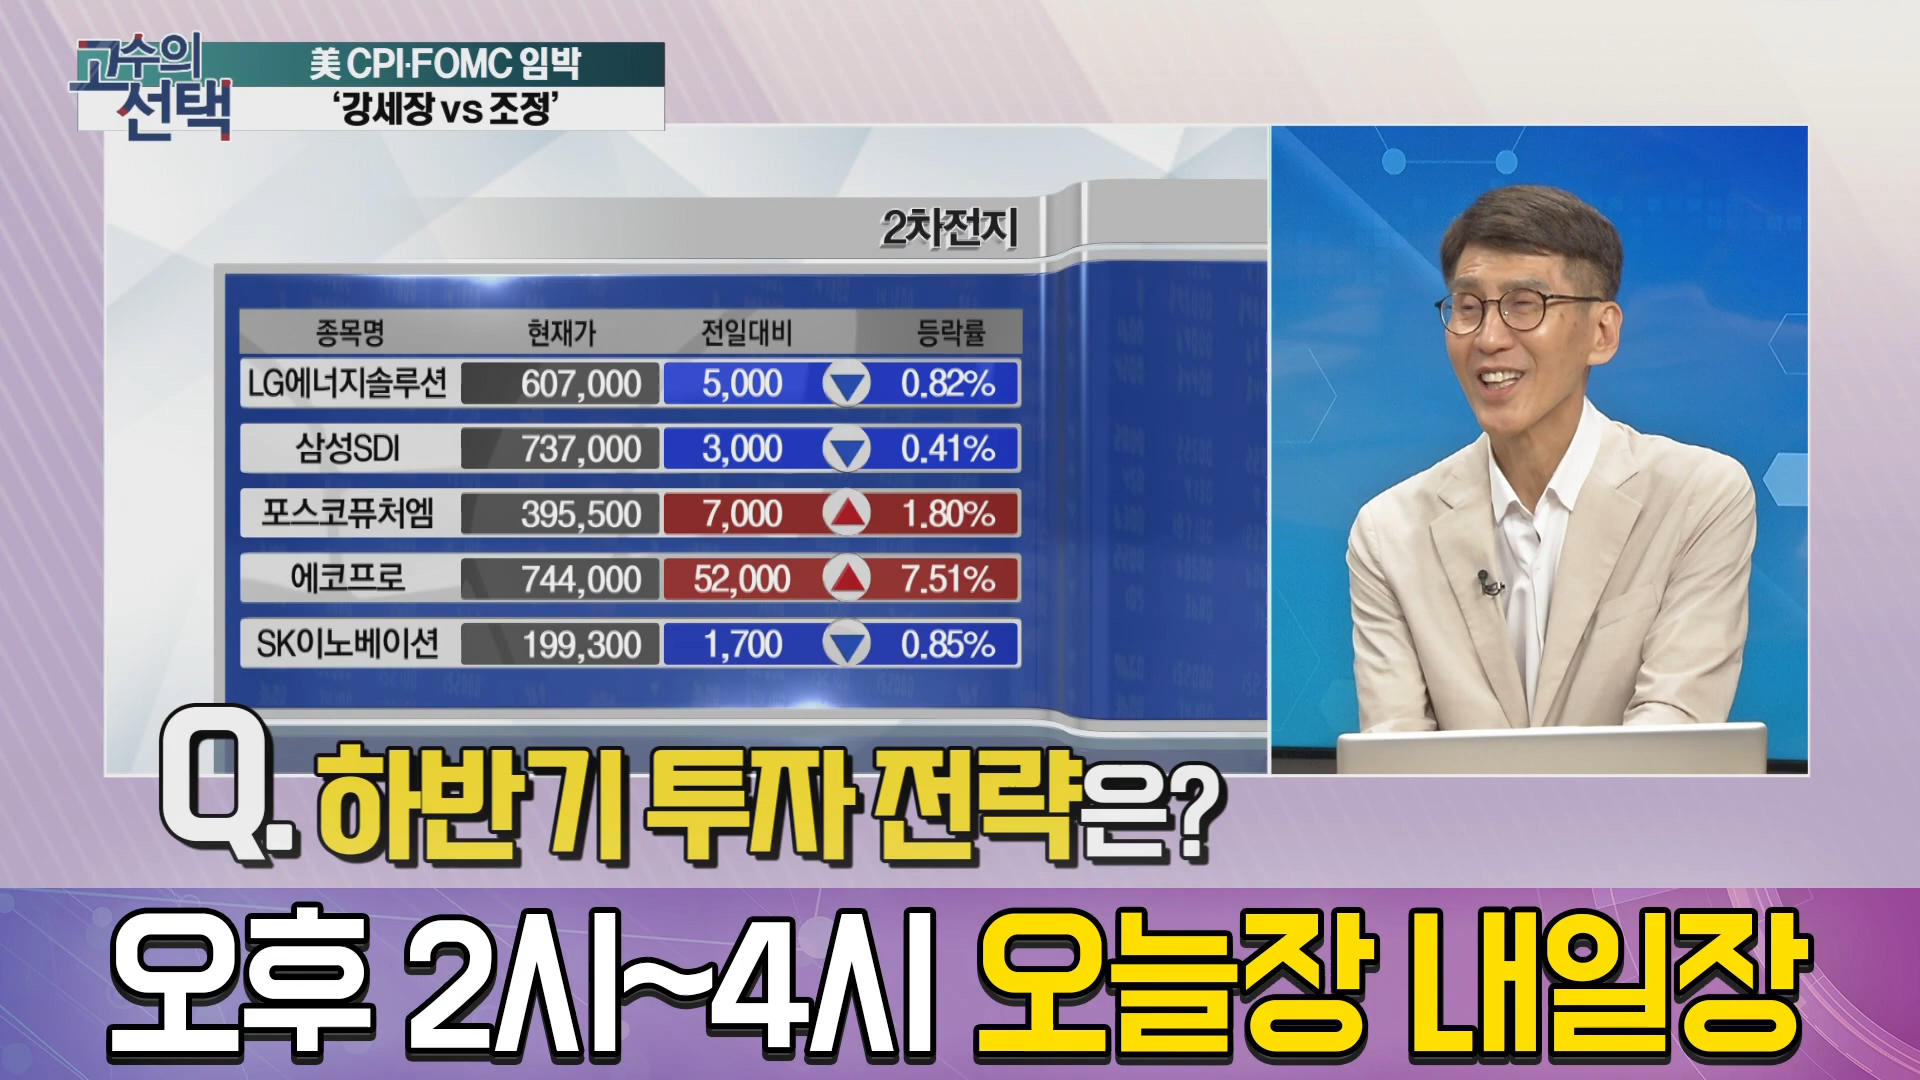 고수의
선택
美 CPI·FOMC 임박
‘강세장 vs 조정’
2차전지
종목명 현재가 전일대비 등락률
LG에너지솔루션 607,000 5,000 ▼ 0.82%
삼성SDI 737,000 3,000 ▼ 0.41%
포스코퓨처엠 395,500 7,000 ▲ 1.80%
에코프로 744,000 52,000 ▲ 7.51%
SK이노베이션 199,300 1,700 ▼ 0.85%
Q. 하반기 투자 전략은?
오후 2시~4시 오늘장 내일장